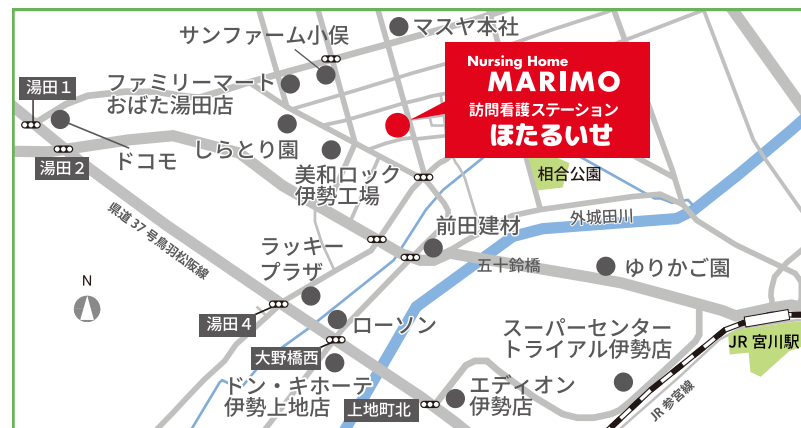 マスヤ本社
サンファーム小俣
Nursing Home
MARIMO
訪問看護ステーション
ほたるいせ
湯田1
ファミリーマート
おばた湯田店
ドコモ
しらとり園
湯田2
美和ロック
伊勢工場
相合公園
県道37号鳥羽松阪線
前田建材
外城田川
ラッキー
プラザ
五十鈴橋
ゆりかご園
N
湯田4
ローソン
スーパーセンター
トライアル伊勢店
JR宮川駅
大野橋西
ドン・キホーテ
伊勢上地店
上地町北
エディオン
伊勢店
JR参宮線